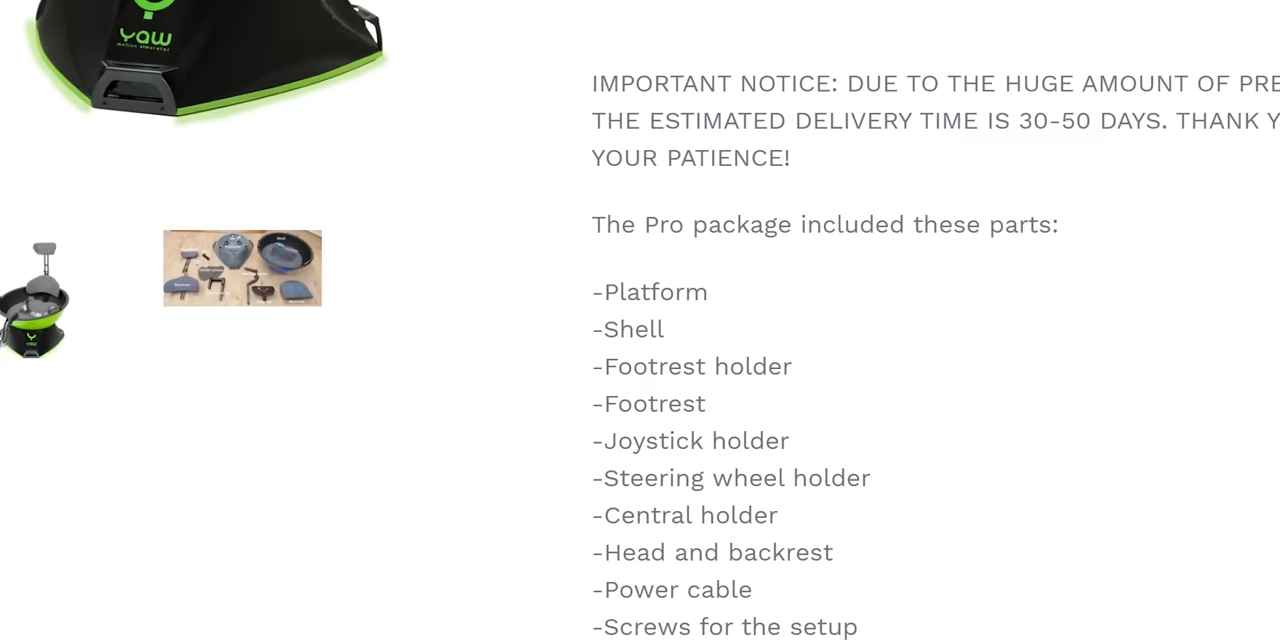 Yaw
motion simulator
IMPORTANT NOTICE: DUE TO THE HUGE AMOUNT OF
THE ESTIMATED DELIVERY TIME IS 30-50 DAYS. THANK
YOUR PATIENCE!
The Pro package included these parts:
-Platform
-Shell
-Footrest holder
-Footrest
-Joystick holder
-Steering wheel holder
-Central holder
-Head and backrest
-Power cable
-Screws for the setup